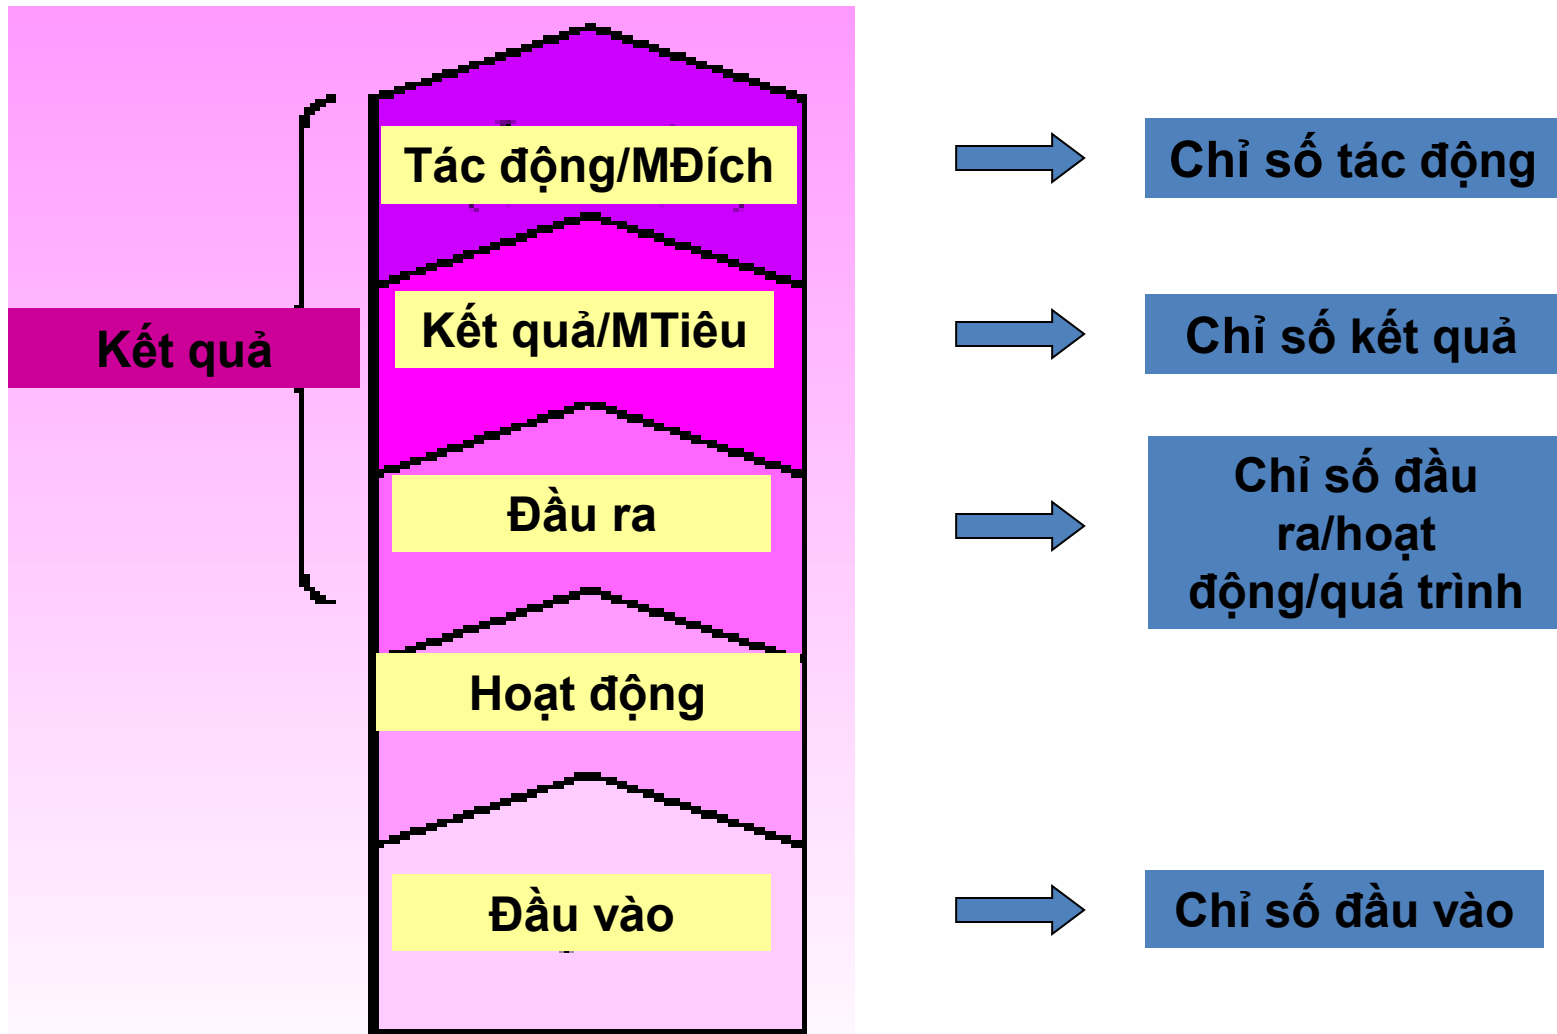 Tác động/MĐích
Chỉ số tác động
Kết quả
Kết quả/MTiêu
Chỉ số kết quả
Đầu ra
Chỉ số đầu
ra/hoạt
động/quá trình
Hoạt động
Đầu vào
Chỉ số đầu vào